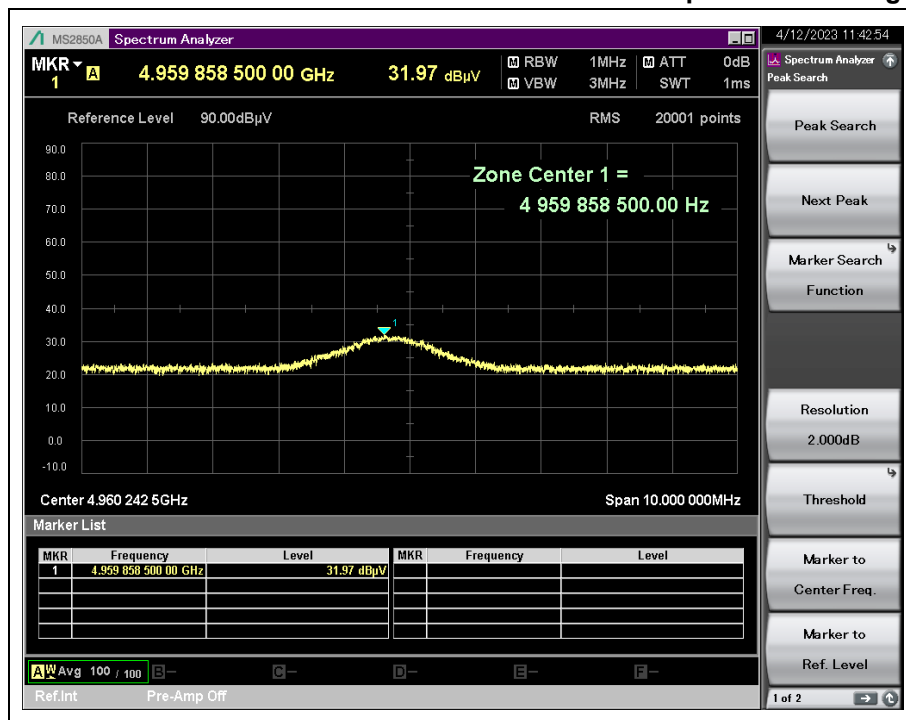 MS2850A Spectrum Analyzer
4/12/2023 11:42:54
MKR 1 A 4.959 858 500 00 GHz 31.97 dBµV
M RBW 1MHz M ATT 0dB
M VBW 3MHz SWT 1ms
Reference Level 90.00dBµV RMS 20001 points
90.0
80.0
70.0
60.0
50.0
40.0
30.0
20.0
10.0
0.0
-10.0
Zone Center 1 =
4 959 858 500.00 Hz
1
Center 4.960 242 5GHz Span 10.000 000MHz
Marker List
MKR Frequency Level MKR Frequency Level
1 4.959 858 500 00 GHz 31.97 dBµV
A W Avg 100 / 100 B- C- D- E- F-
Ref.Int Pre-Amp Off
Spectrum Analyzer
Peak Search
Peak Search
Next Peak
Marker Search
Function
Resolution
2.000dB
Threshold
Marker to
Center Freq.
Marker to
Ref. Level
1 of 2